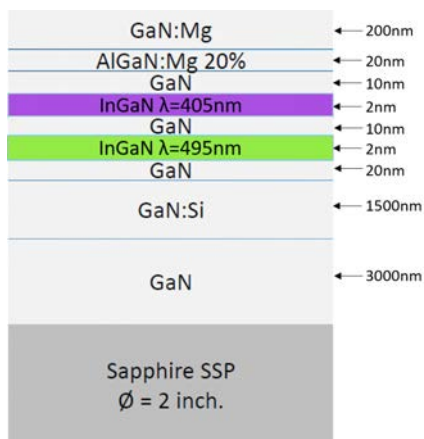 GaN:Mg 200nm
AlGaN:Mg 20% 20nm
GaN 10nm
InGaN λ=405nm 2nm
GaN 10nm
InGaN λ=495nm 2nm
GaN 20nm
GaN:Si 1500nm
GaN 3000nm
Sapphire SSP
Ø = 2 inch.